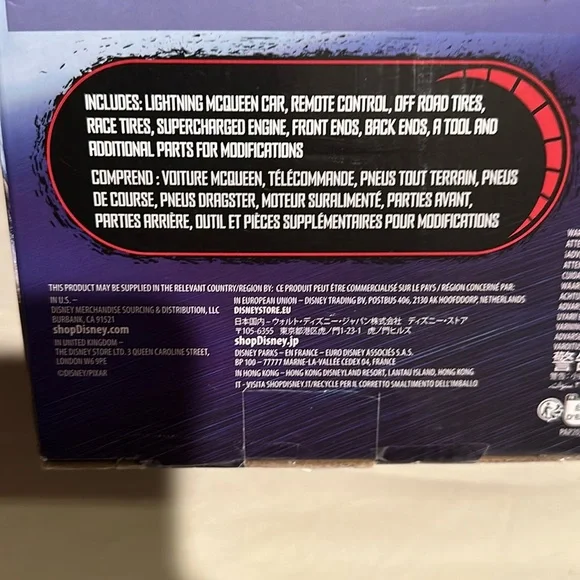 INCLUDES: LIGHTNING MCQUEEN CAR, REMOTE CONTROL, OFF ROAD TIRES,
RACE TIRES, SUPERCHARGED ENGINE, FRONT ENDS, BACK ENDS, A TOOL AND
ADDITIONAL PARTS FOR MODIFICATIONS
COMPREND : VOITURE MCQUEEN, TÉLÉCOMMANDE, PNEUS TOUT TERRAIN, PNEUS
DE COURSE, PNEUS DRAGSTER, MOTEUR SURALIMENTÉ, PARTIES AVANT,
PARTIES ARRIÈRE, OUTIL ET PIÈCES SUPPLÉMENTAIRES POUR MODIFICATIONS
THIS PRODUCT MAY BE SUPPLIED IN THE RELEVANT COUNTRY/REGION BY: CE PRODUIT PEUT ÊTRE COMMERCIALISÉ SUR LE PAYS / RÉGION CONCERNÉ PAR:
IN U.S. –
DISNEY MERCHANDISE SOURCING & DISTRIBUTION, LLC
BURBANK, CA 91521
shopDisney.com
IN UNITED KINGDOM –
THE DISNEY STORE LTD. 3 QUEEN CAROLINE STREET,
LONDON W6 9PE
©DISNEY/PIXAR
IN EUROPEAN UNION – DISNEY TRADING BV, POSTBUS 406, 2130 AK HOOFDDORP, NETHERLANDS
DISNEYSTORE.EU
日本国内 – ウォルト・ディズニー・ジャパン株式会社 ディズニー・ストア
〒105-6355 東京都港区虎ノ門1-23-1 虎ノ門ヒルズ
shopDisney.jp
DISNEY PARKS – EN FRANCE – EURO DISNEY ASSOCIÉS S.A.S.
BP 100 – 77777 MARNE-LA-VALLÉE CEDEX 04, FRANCE
IN HONG KONG – HONG KONG DISNEYLAND RESORT, LANTAU ISLAND, HONG KONG
IT - VISITA SHOPDISNEY.IT/RECYCLE PER IL CORRETTO SMALTIMENTO DELL'IMBALLO